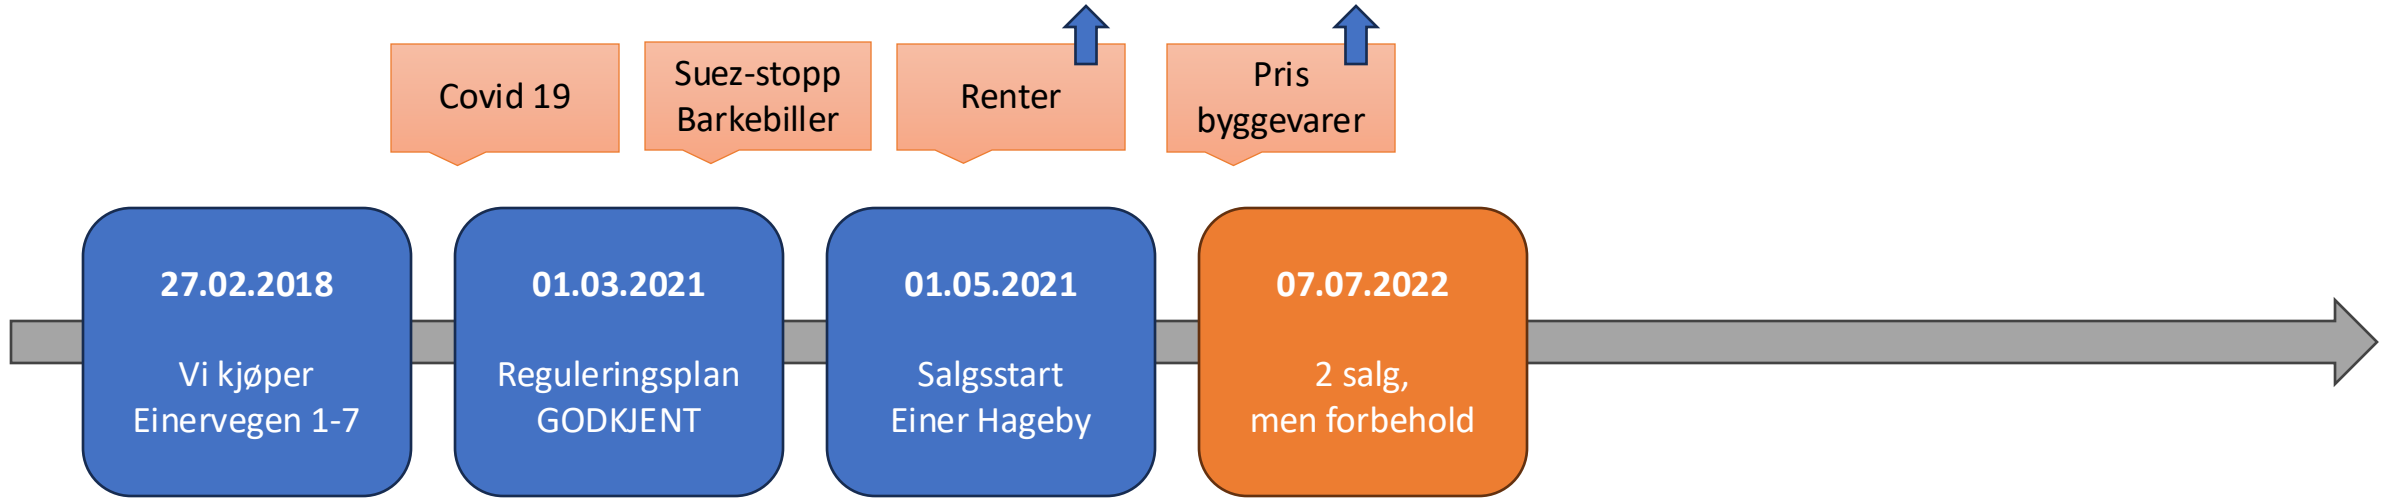 Covid 19
Suez-stopp
Barkebiller
Renter
Pris
byggevarer
27.02.2018
Vi kjøper
Einervegen 1-7
01.03.2021
Reguleringsplan
GODKJENT
01.05.2021
Salgsstart
Einer Hageby
07.07.2022
2 salg,
men forbehold